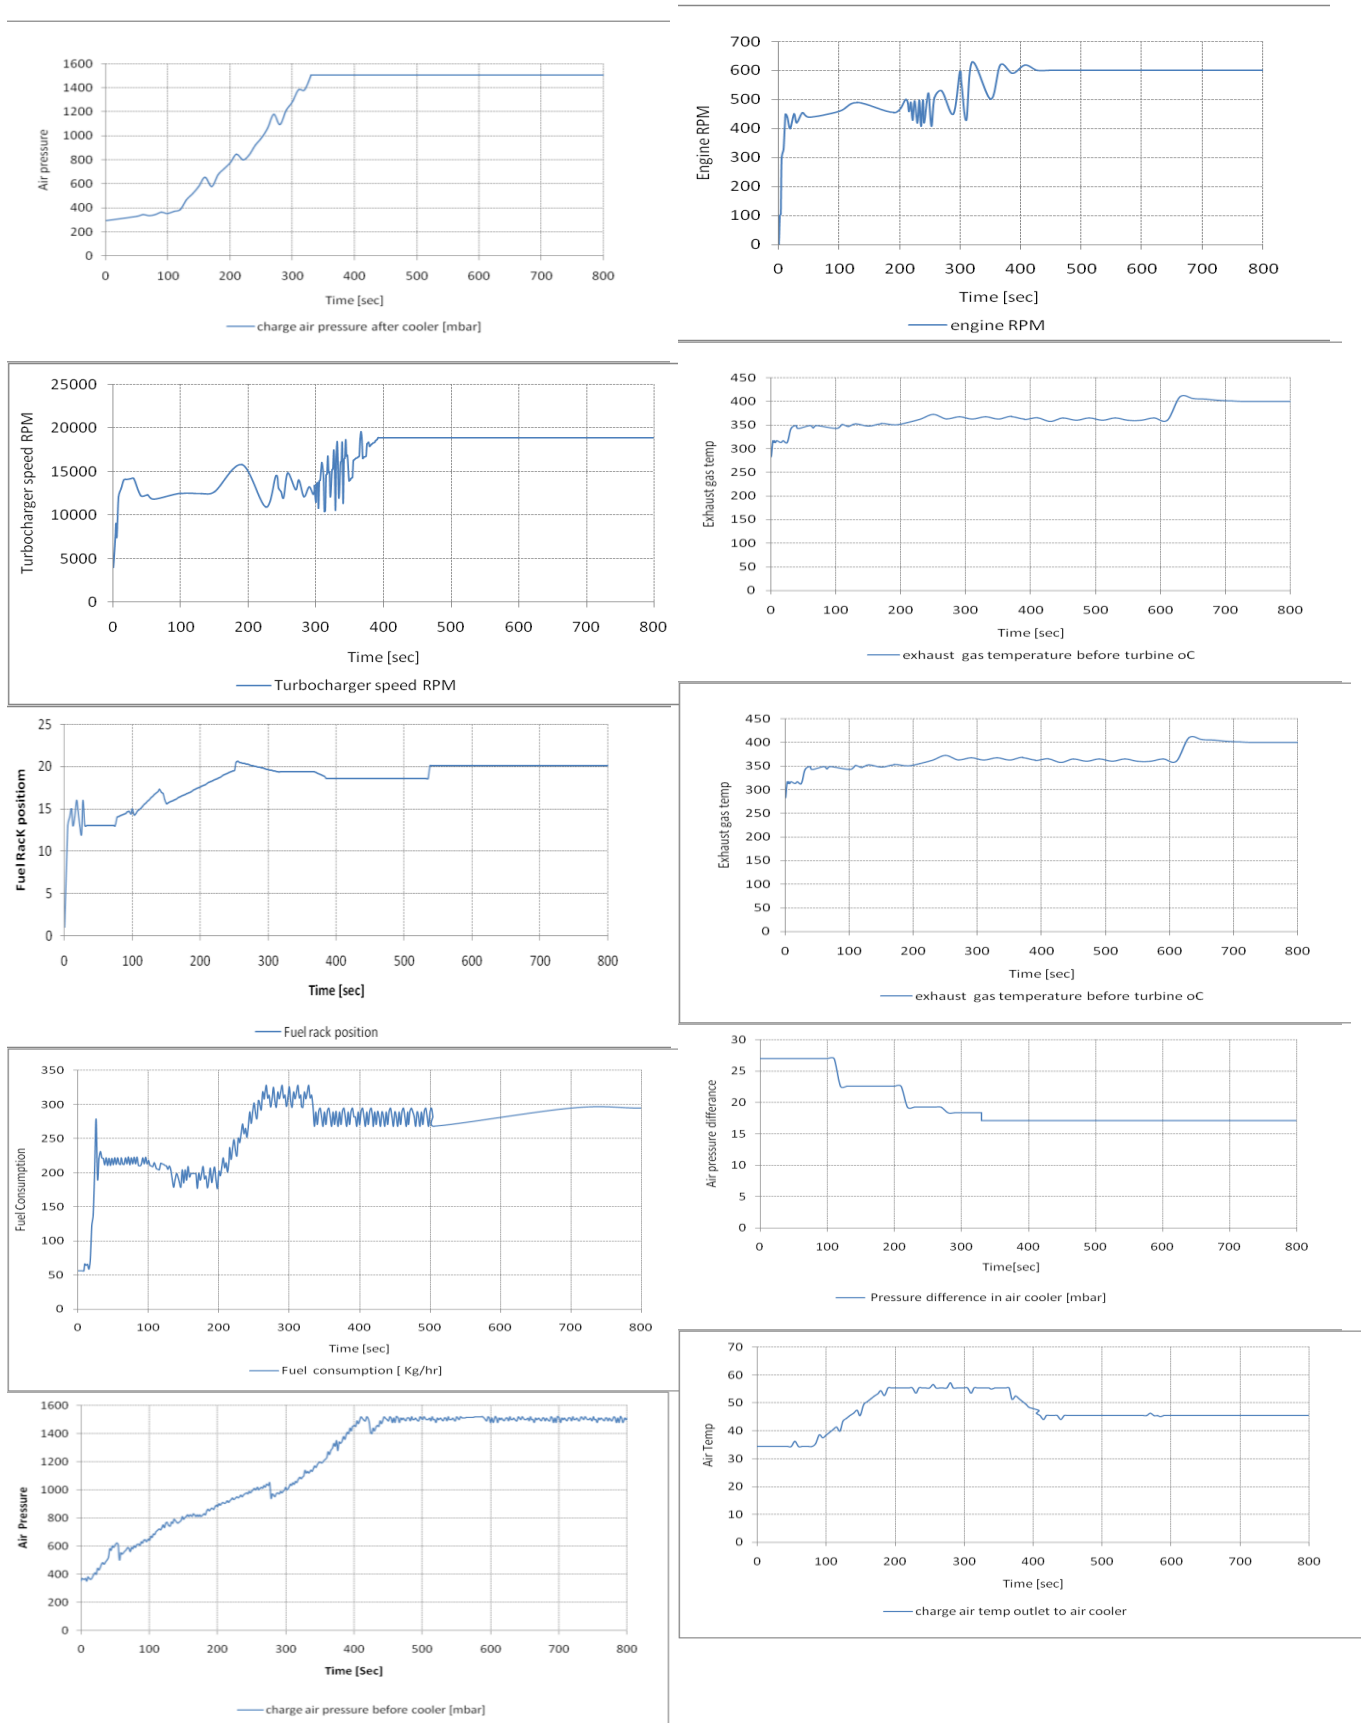 1600
1400
1200
1000
800
600
400
200
0
Air pressure
0 100 200 300 400 500 600 700 800
Time [sec]
charge air pressure after cooler [mbar]
700
600
500
400
300
200
100
0
Engine RPM
0 100 200 300 400 500 600 700 800
Time [sec]
engine RPM
25000
20000
15000
10000
5000
0
Turbocharger speed RPM
0 100 200 300 400 500 600 700 800
Time [sec]
Turbocharger speed RPM
450
400
350
300
250
200
150
100
50
0
Exhaust gas temp
0 100 200 300 400 500 600 700 800
Time [sec]
exhaust gas temperature before turbine oC
25
20
15
10
5
0
Fuel RacK position
0 100 200 300 400 500 600 700 800
Time [sec]
Fuel rack position
450
400
350
300
250
200
150
100
50
0
Exhaust gas temp
0 100 200 300 400 500 600 700 800
Time [sec]
exhaust gas temperature before turbine oC
350
300
250
200
150
100
50
0
Fuel Consumption
0 100 200 300 400 500 600 700 800
Time [sec]
Fuel consumption [ Kg/hr]
30
25
20
15
10
5
0
Air pressure differance
0 100 200 300 400 500 600 700 800
Time[sec]
Pressure difference in air cooler [mbar]
1600
1400
1200
1000
800
600
400
200
0
Air Pressure
0 100 200 300 400 500 600 700 800
Time [Sec]
charge air pressure before cooler [mbar]
70
60
50
40
30
20
10
0
Air Temp
0 100 200 300 400 500 600 700 800
Time [sec]
charge air temp outlet to air cooler